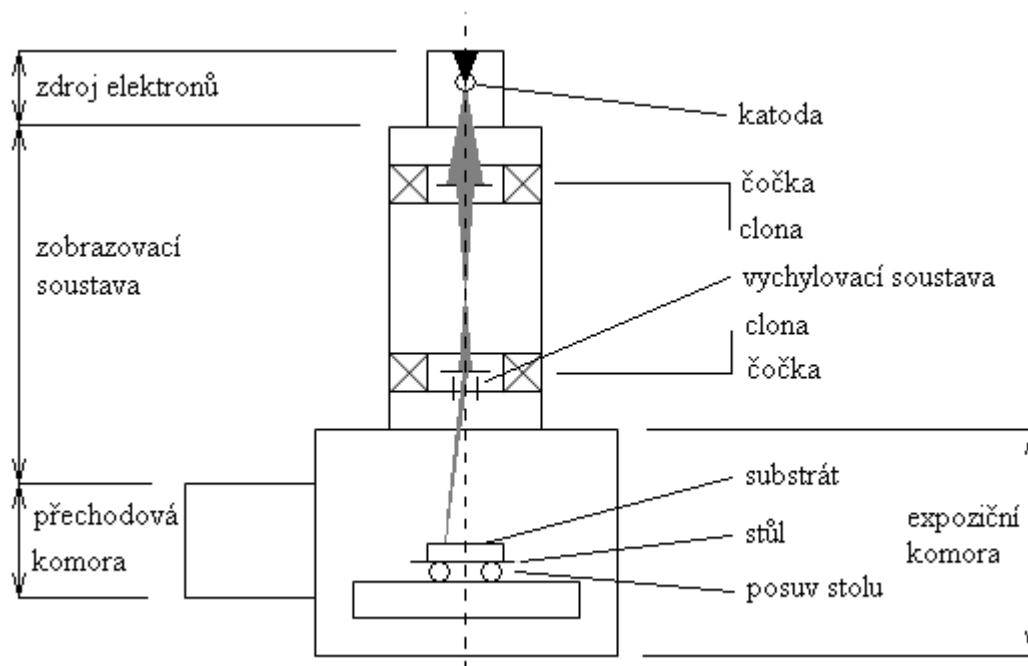 zdroj elektronů
katoda
čočka
clona
zobrazovací
soustava
vychylovací soustava
clona
čočka
substrát
přechodová
komora
stůl
expoziční
komora
posuv stolu